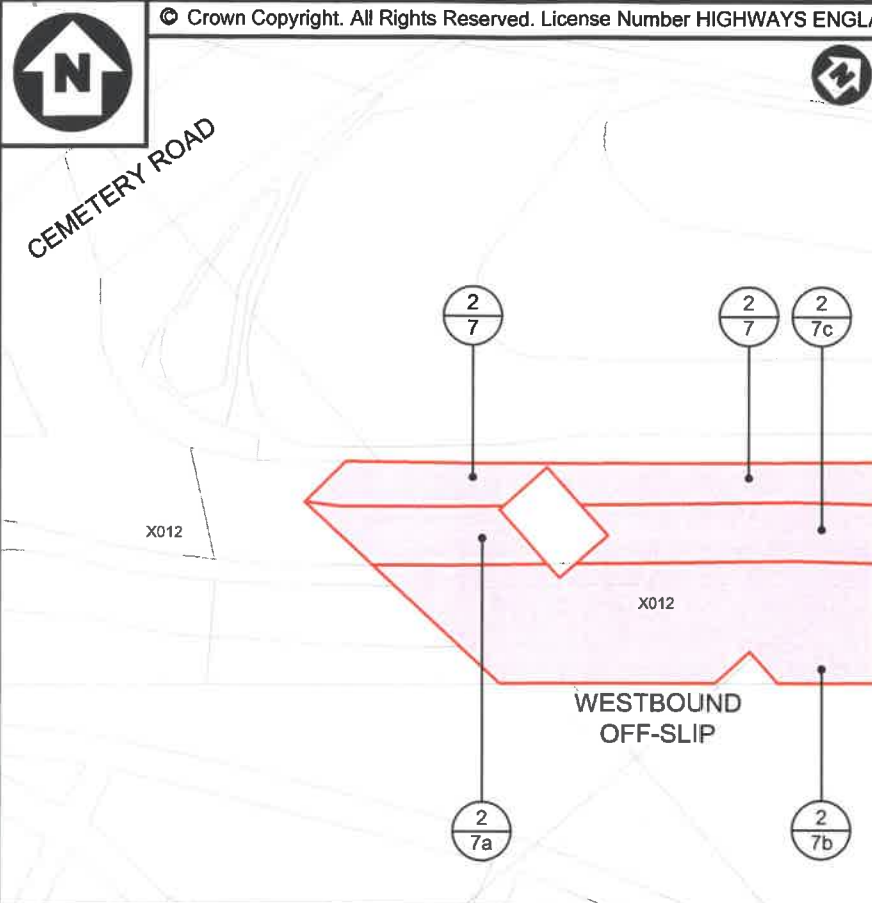 © Crown Copyright. All Rights Reserved. License Number HIGHWAYS ENGLA
N
N
CEMETERY ROAD
2
7
2
7
2
7c
X012
X012
WESTBOUND
OFF-SLIP
2
7a
2
7b